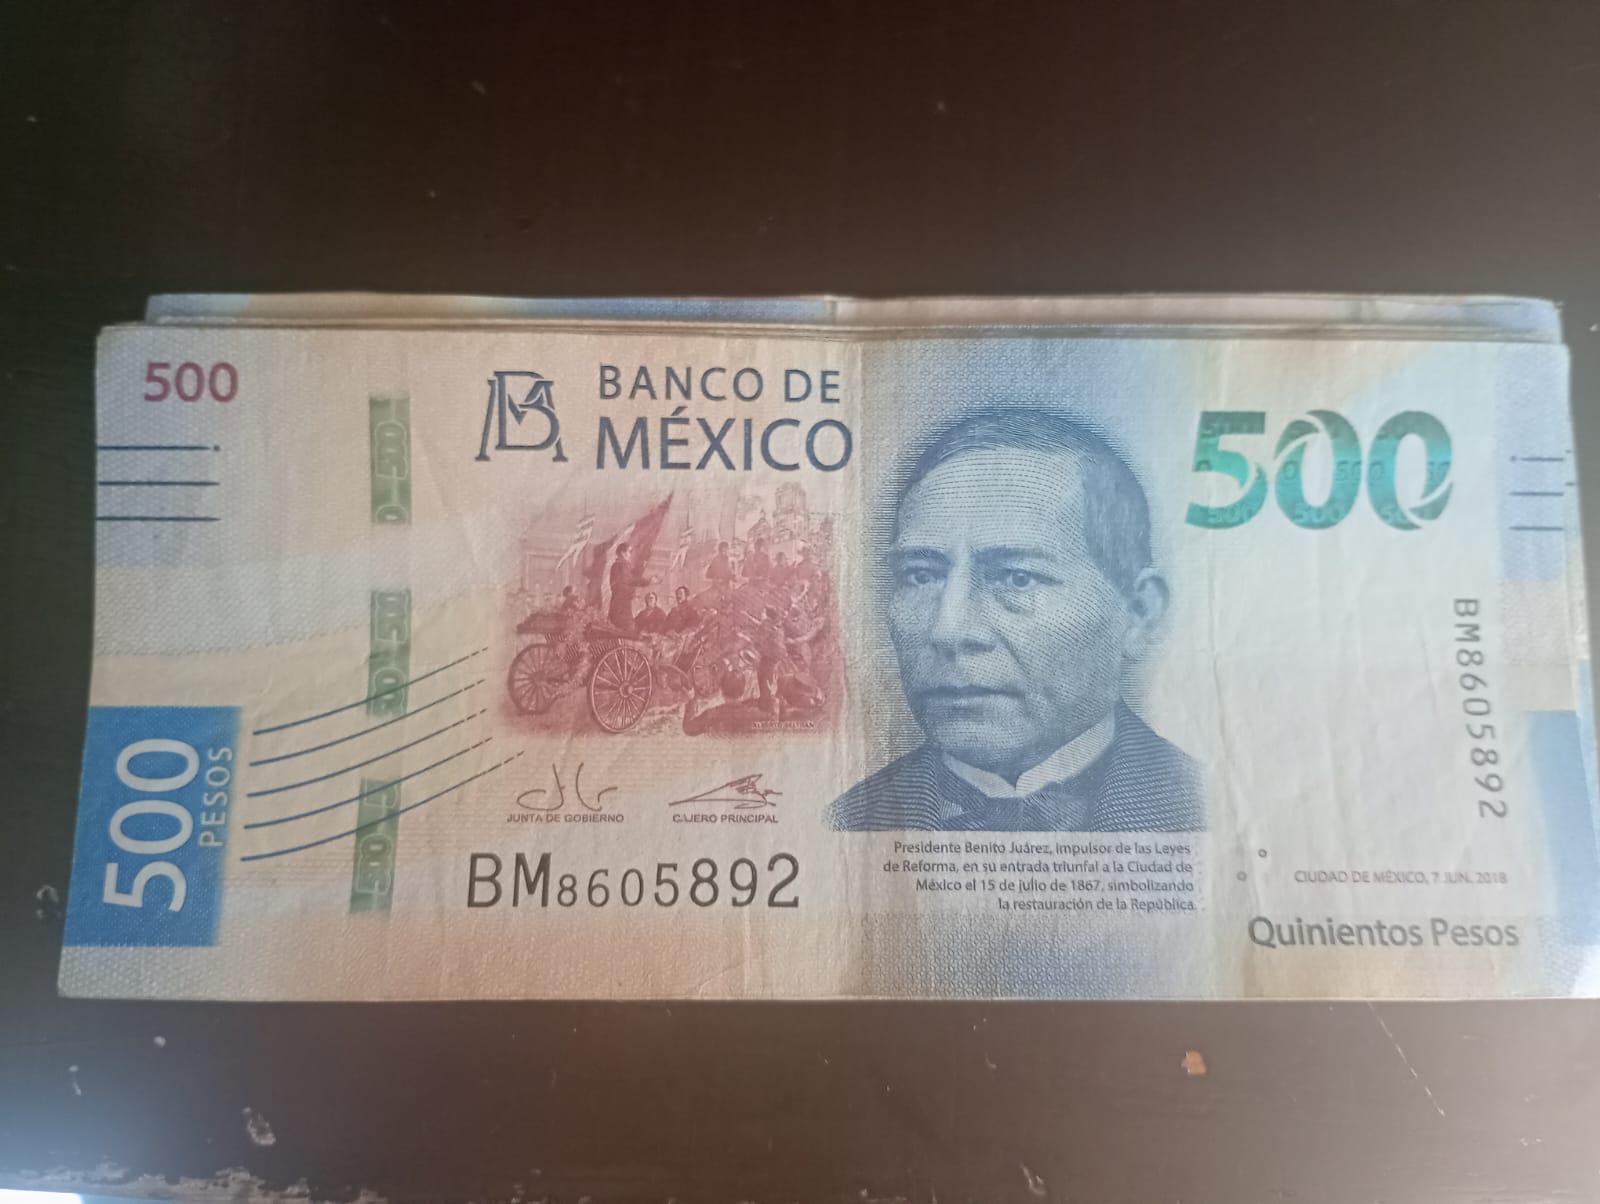 500
BANCO DE
MÉXICO
500
BM8605892
ALBERTO BELTRÁN
JUNTA DE GOBIERNO
CAJERO PRINCIPAL
500
PESOS
BM8605892
Presidente Benito Juárez, impulsor de las Leyes
de Reforma, en su entrada triunfal a la Ciudad de
México el 15 de julio de 1867, simbolizando
la restauración de la República.
CIUDAD DE MÉXICO, 7 JUN. 2018
Quinientos Pesos